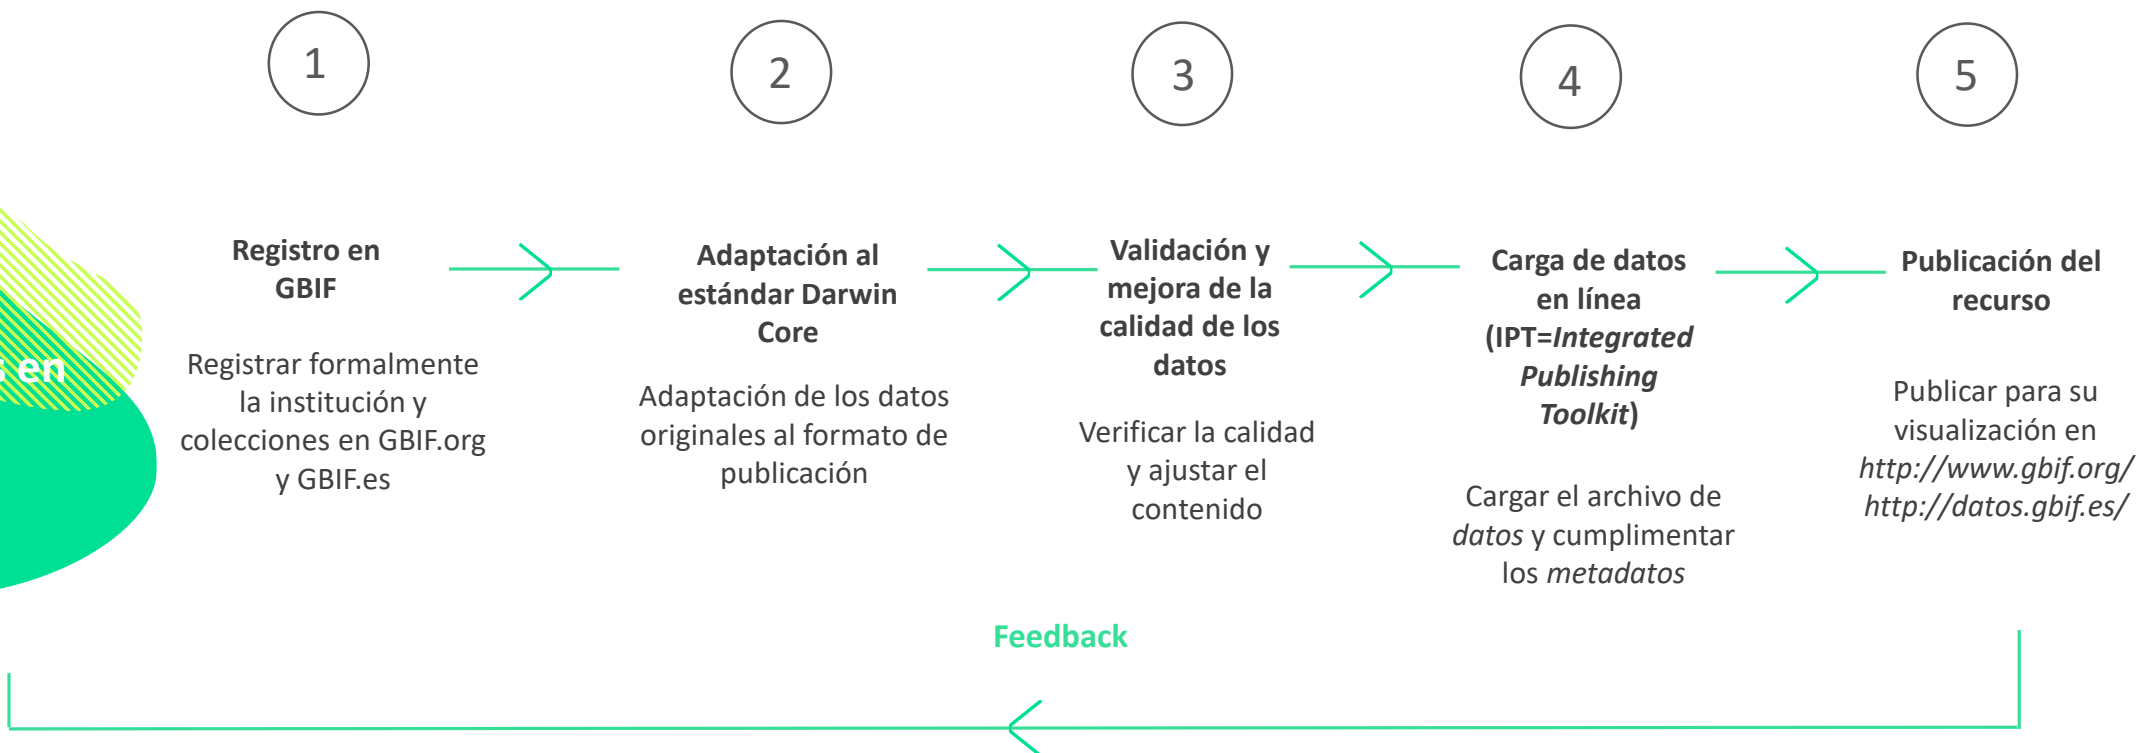 1
2
3
4
5
Registro en
GBIF
Registrar formalmente
la institución y
colecciones en GBIF.org
y GBIF.es
Adaptación al
estándar Darwin
Core
Adaptación de los datos
originales al formato de
publicación
Validación y
mejora de la
calidad de los
datos
Verificar la calidad
y ajustar el
contenido
Carga de datos
en línea
(IPT=Integrated
Publishing
Toolkit)
Cargar el archivo de
datos y cumplimentar
los metadatos
Publicación del
recurso
Publicar para su
visualización en
http://www.gbif.org/
http://datos.gbif.es/
en
Feedback